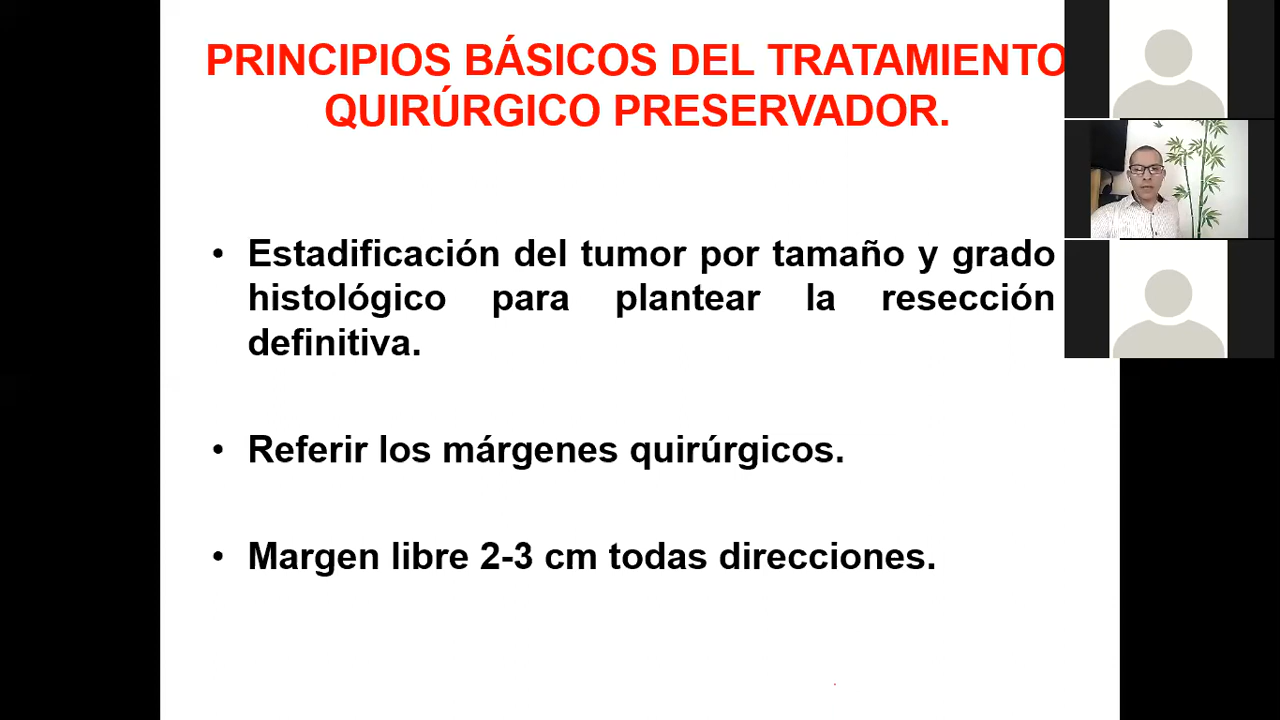 PRINCIPIOS BÁSICOS DEL TRATAMIENTO
QUIRÚRGICO PRESERVADOR.
• Estadificación del tumor por tamaño y grado
histológico para plantear la resección
definitiva.
• Referir los márgenes quirúrgicos.
• Margen libre 2-3 cm todas direcciones.